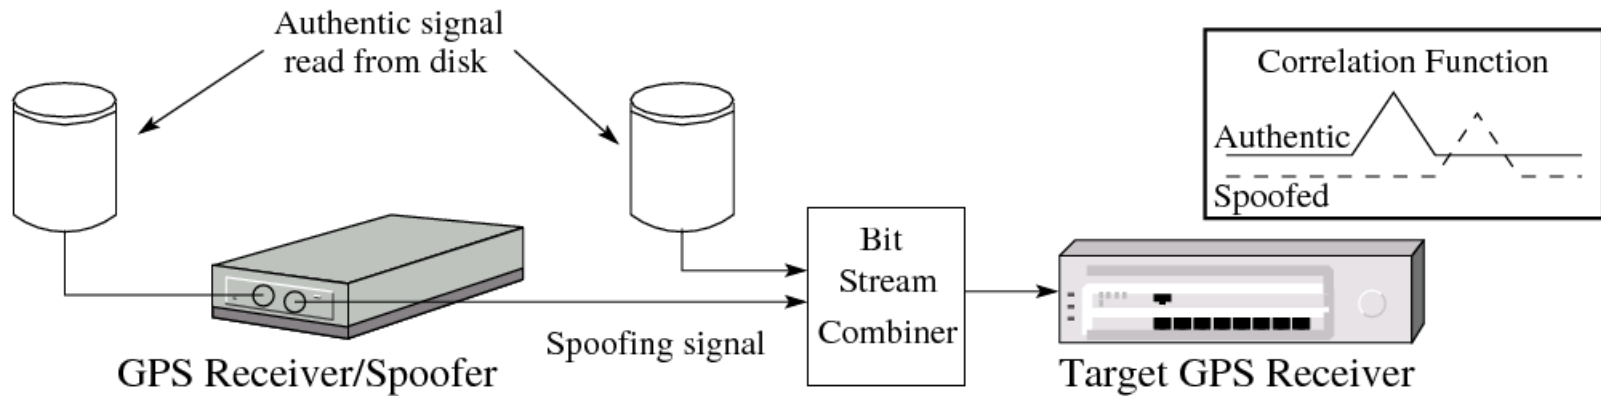 Authentic signal
read from disk
Correlation Function
Authentic
Spoofed
Bit
Stream
Combiner
Spoofing signal
GPS Receiver/Spoofer
Target GPS Receiver